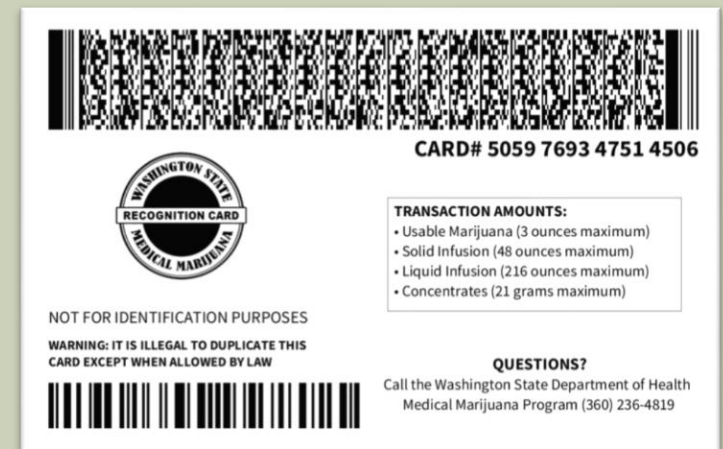 CARD# 5059 7693 4751 4506
WASHINGTON STATE
RECOGNITION CARD
MEDICAL MARIJUANA
TRANSACTION AMOUNTS:
• Usable Marijuana (3 ounces maximum)
• Solid Infusion (48 ounces maximum)
• Liquid Infusion (216 ounces maximum)
• Concentrates (21 grams maximum)
NOT FOR IDENTIFICATION PURPOSES
WARNING: IT IS ILLEGAL TO DUPLICATE THIS
CARD EXCEPT WHEN ALLOWED BY LAW
QUESTIONS?
Call the Washington State Department of Health
Medical Marijuana Program (360) 236-4819